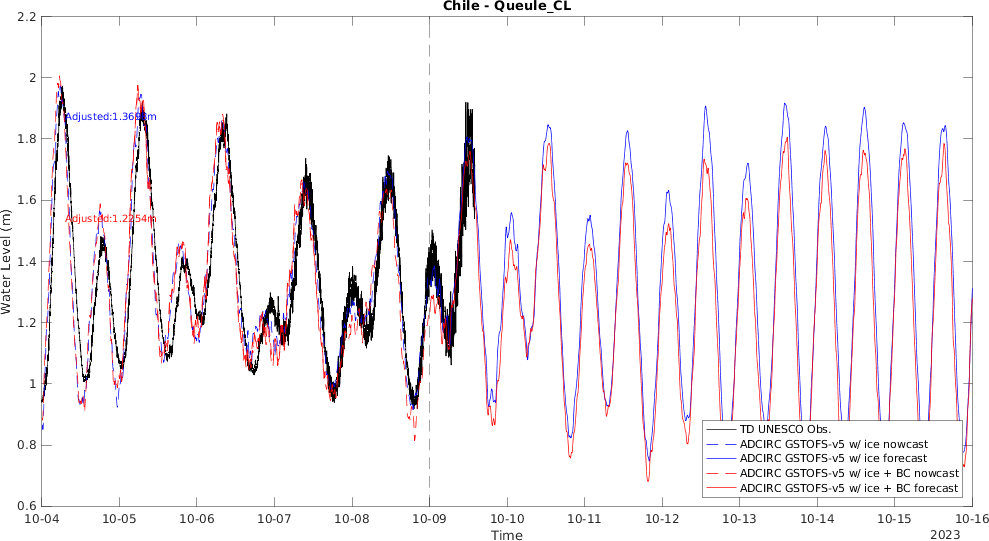 Chile - Queule_CL
2.2
2
1.8
1.6
1.4
1.2
1
0.8
0.6
Water Level (m)
Adjusted:1.2254m
TD UNESCO Obs.
ADCIRC GSTOFS-v5 w/ ice nowcast
ADCIRC GSTOFS-v5 w/ ice forecast
ADCIRC GSTOFS-v5 w/ ice + BC nowcast
ADCIRC GSTOFS-v5 w/ ice + BC forecast
10-04 10-05 10-06 10-07 10-08 10-09 10-10 10-11 10-12 10-13 10-14 10-15 10-16
Time
2023